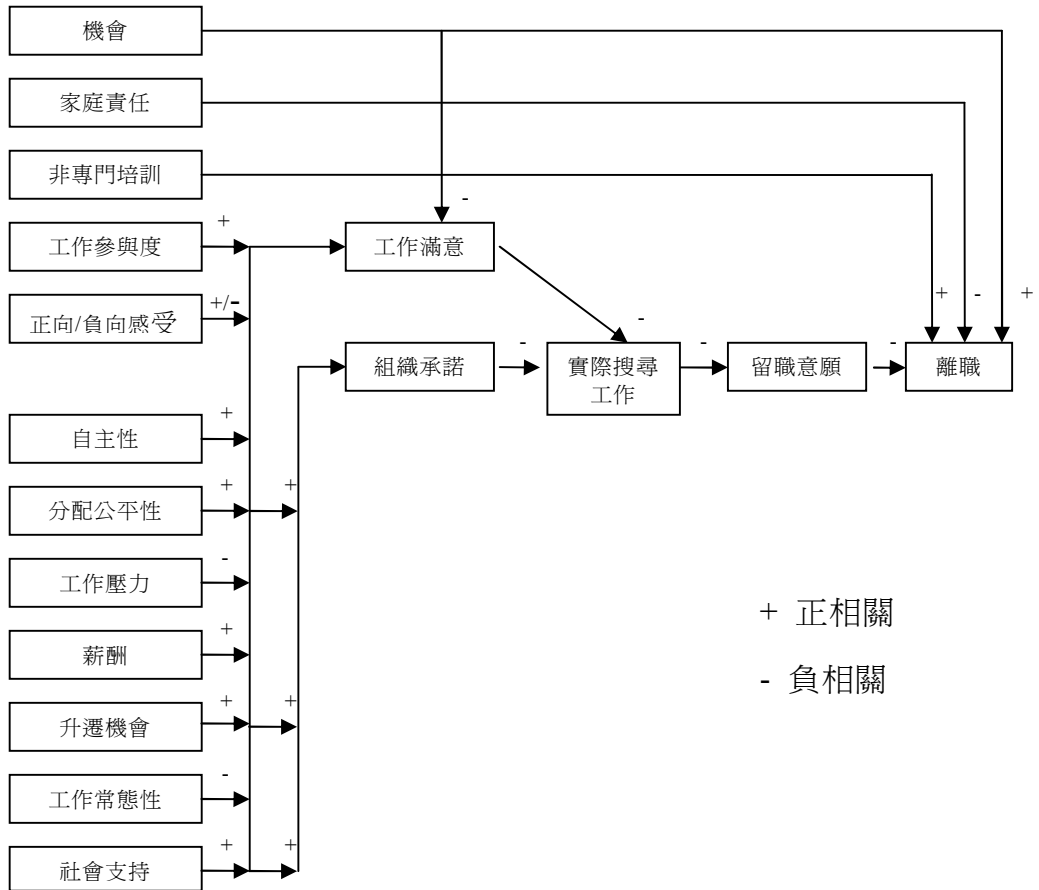 機會
家庭責任
非專門培訓
-
+
工作參與度
工作滿意
+/-
+
-
+
正向/負向感受
-
-
-
-
組織承諾
實際搜尋
工作
留職意願
離職
+
自主性
+
+
分配公平性
-
工作壓力
+ 正相關
+
薪酬
- 負相關
+
+
升遷機會
-
工作常態性
+
+
社會支持